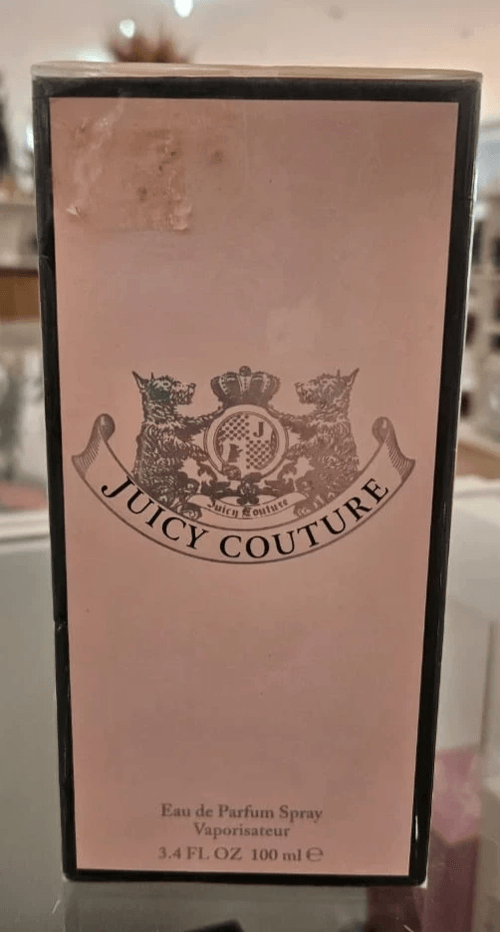 J
Juicy Couture
JUICY COUTURE
Eau de Parfum Spray
Vaporisateur
3.4 FL OZ 100 ml ℮